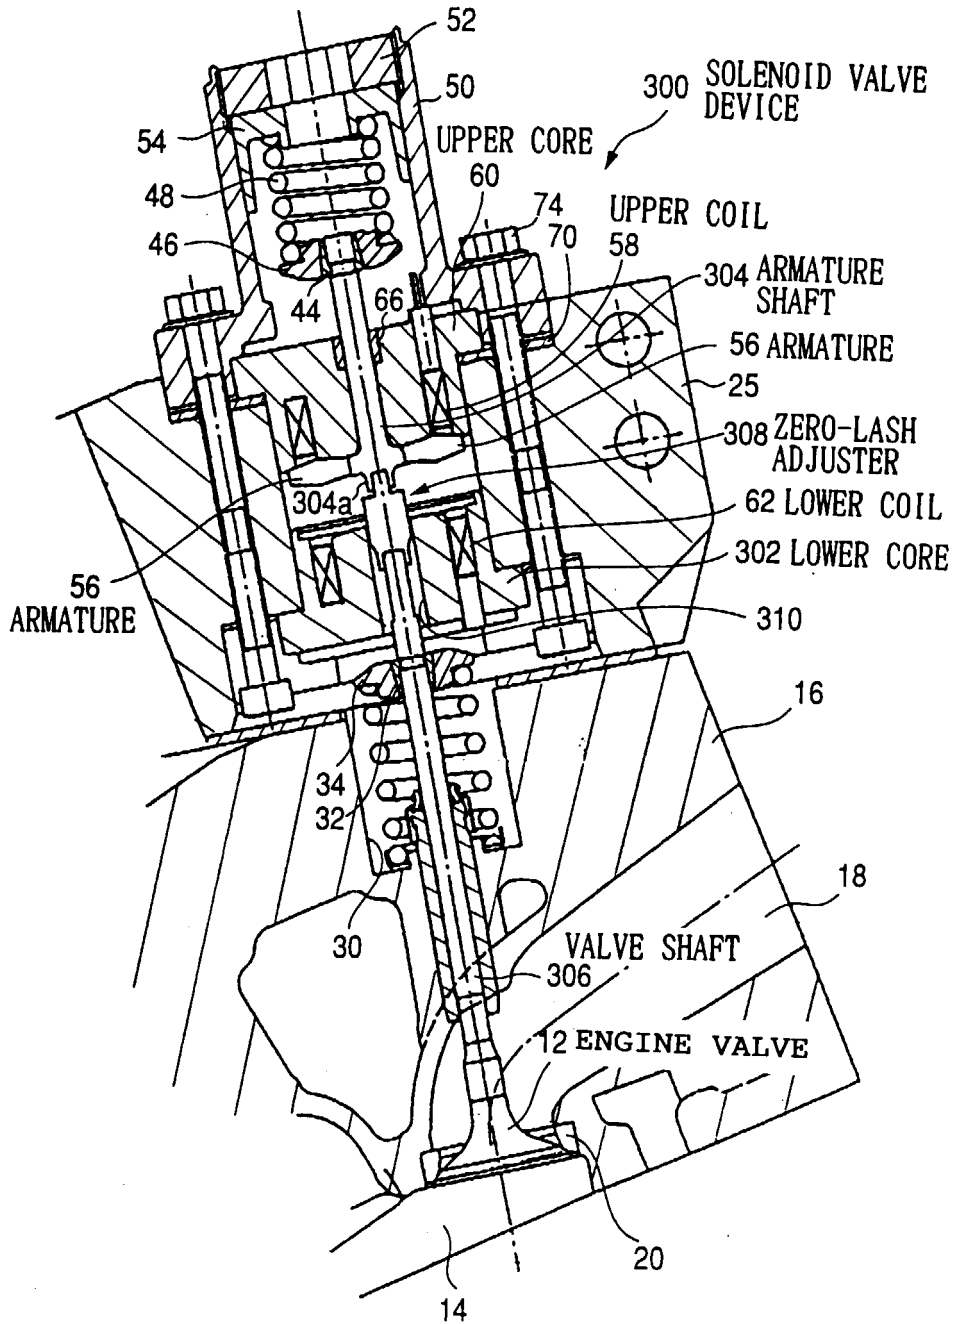 52
50
300 SOLENOID VALVE
DEVICE
54
UPPER CORE
60
48
74
UPPER COIL
70
58
46
304 ARMATURE
SHAFT
44
66
56 ARMATURE
25
308 ZERO-LASH
ADJUSTER
304a
62 LOWER COIL
302 LOWER CORE
56
ARMATURE
310
16
34
32
18
30
VALVE SHAFT
306
12 ENGINE VALVE
20
14